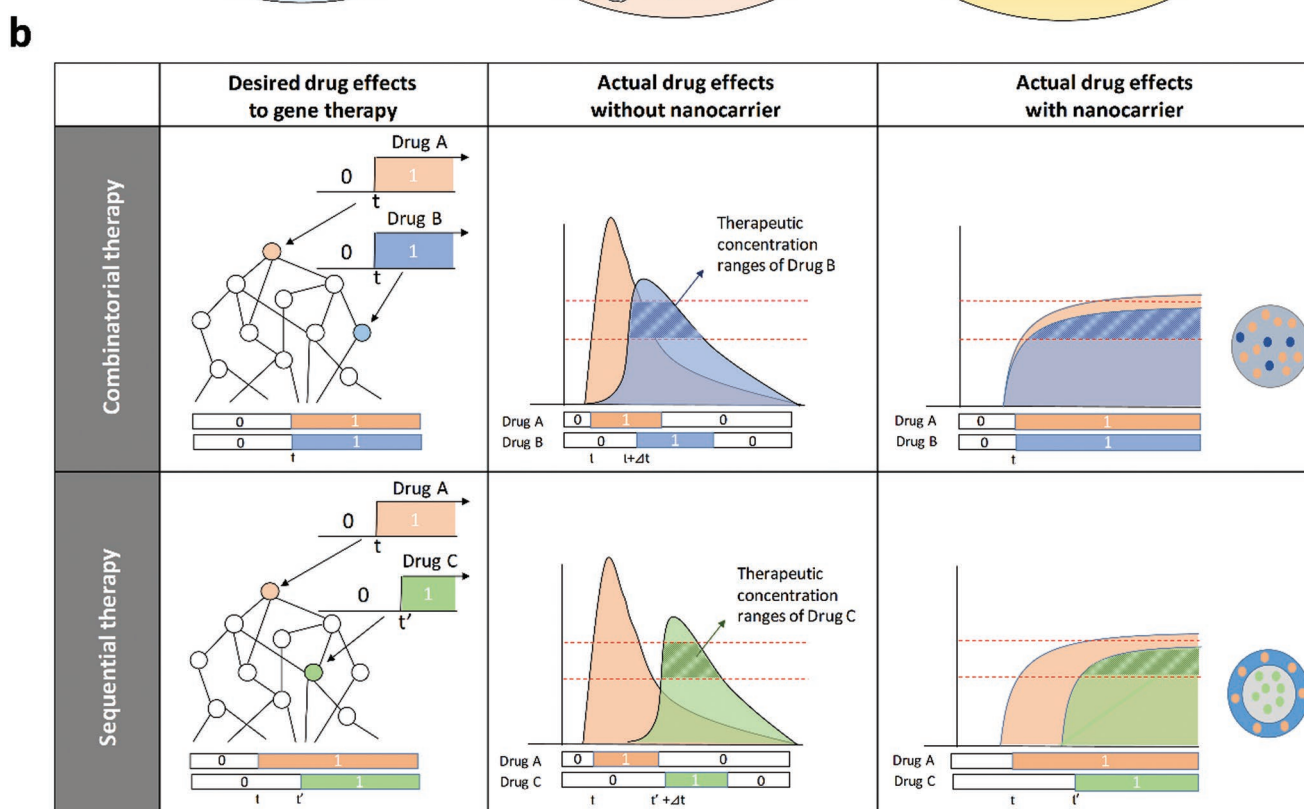 b
Desired drug effects
to gene therapy
Actual drug effects
without nanocarrier
Actual drug effects
with nanocarrier
Combinatorial therapy
Drug A
0 1
t
Drug B
0 1
t
0 1
0 1
t
Therapeutic
concentration
ranges of Drug B
Drug A 0 1 0
Drug B 0 1 0
t t+Δt
Drug A 0 1
Drug B 0 1
t
Sequential therapy
Drug A
0 1
t
Drug C
0 1
t’
0 1
0 1
t t’
Therapeutic
concentration
ranges of Drug C
Drug A 0 1 0
Drug C 0 1 0
t t’ +Δt
Drug A 1
Drug C 1
t t’